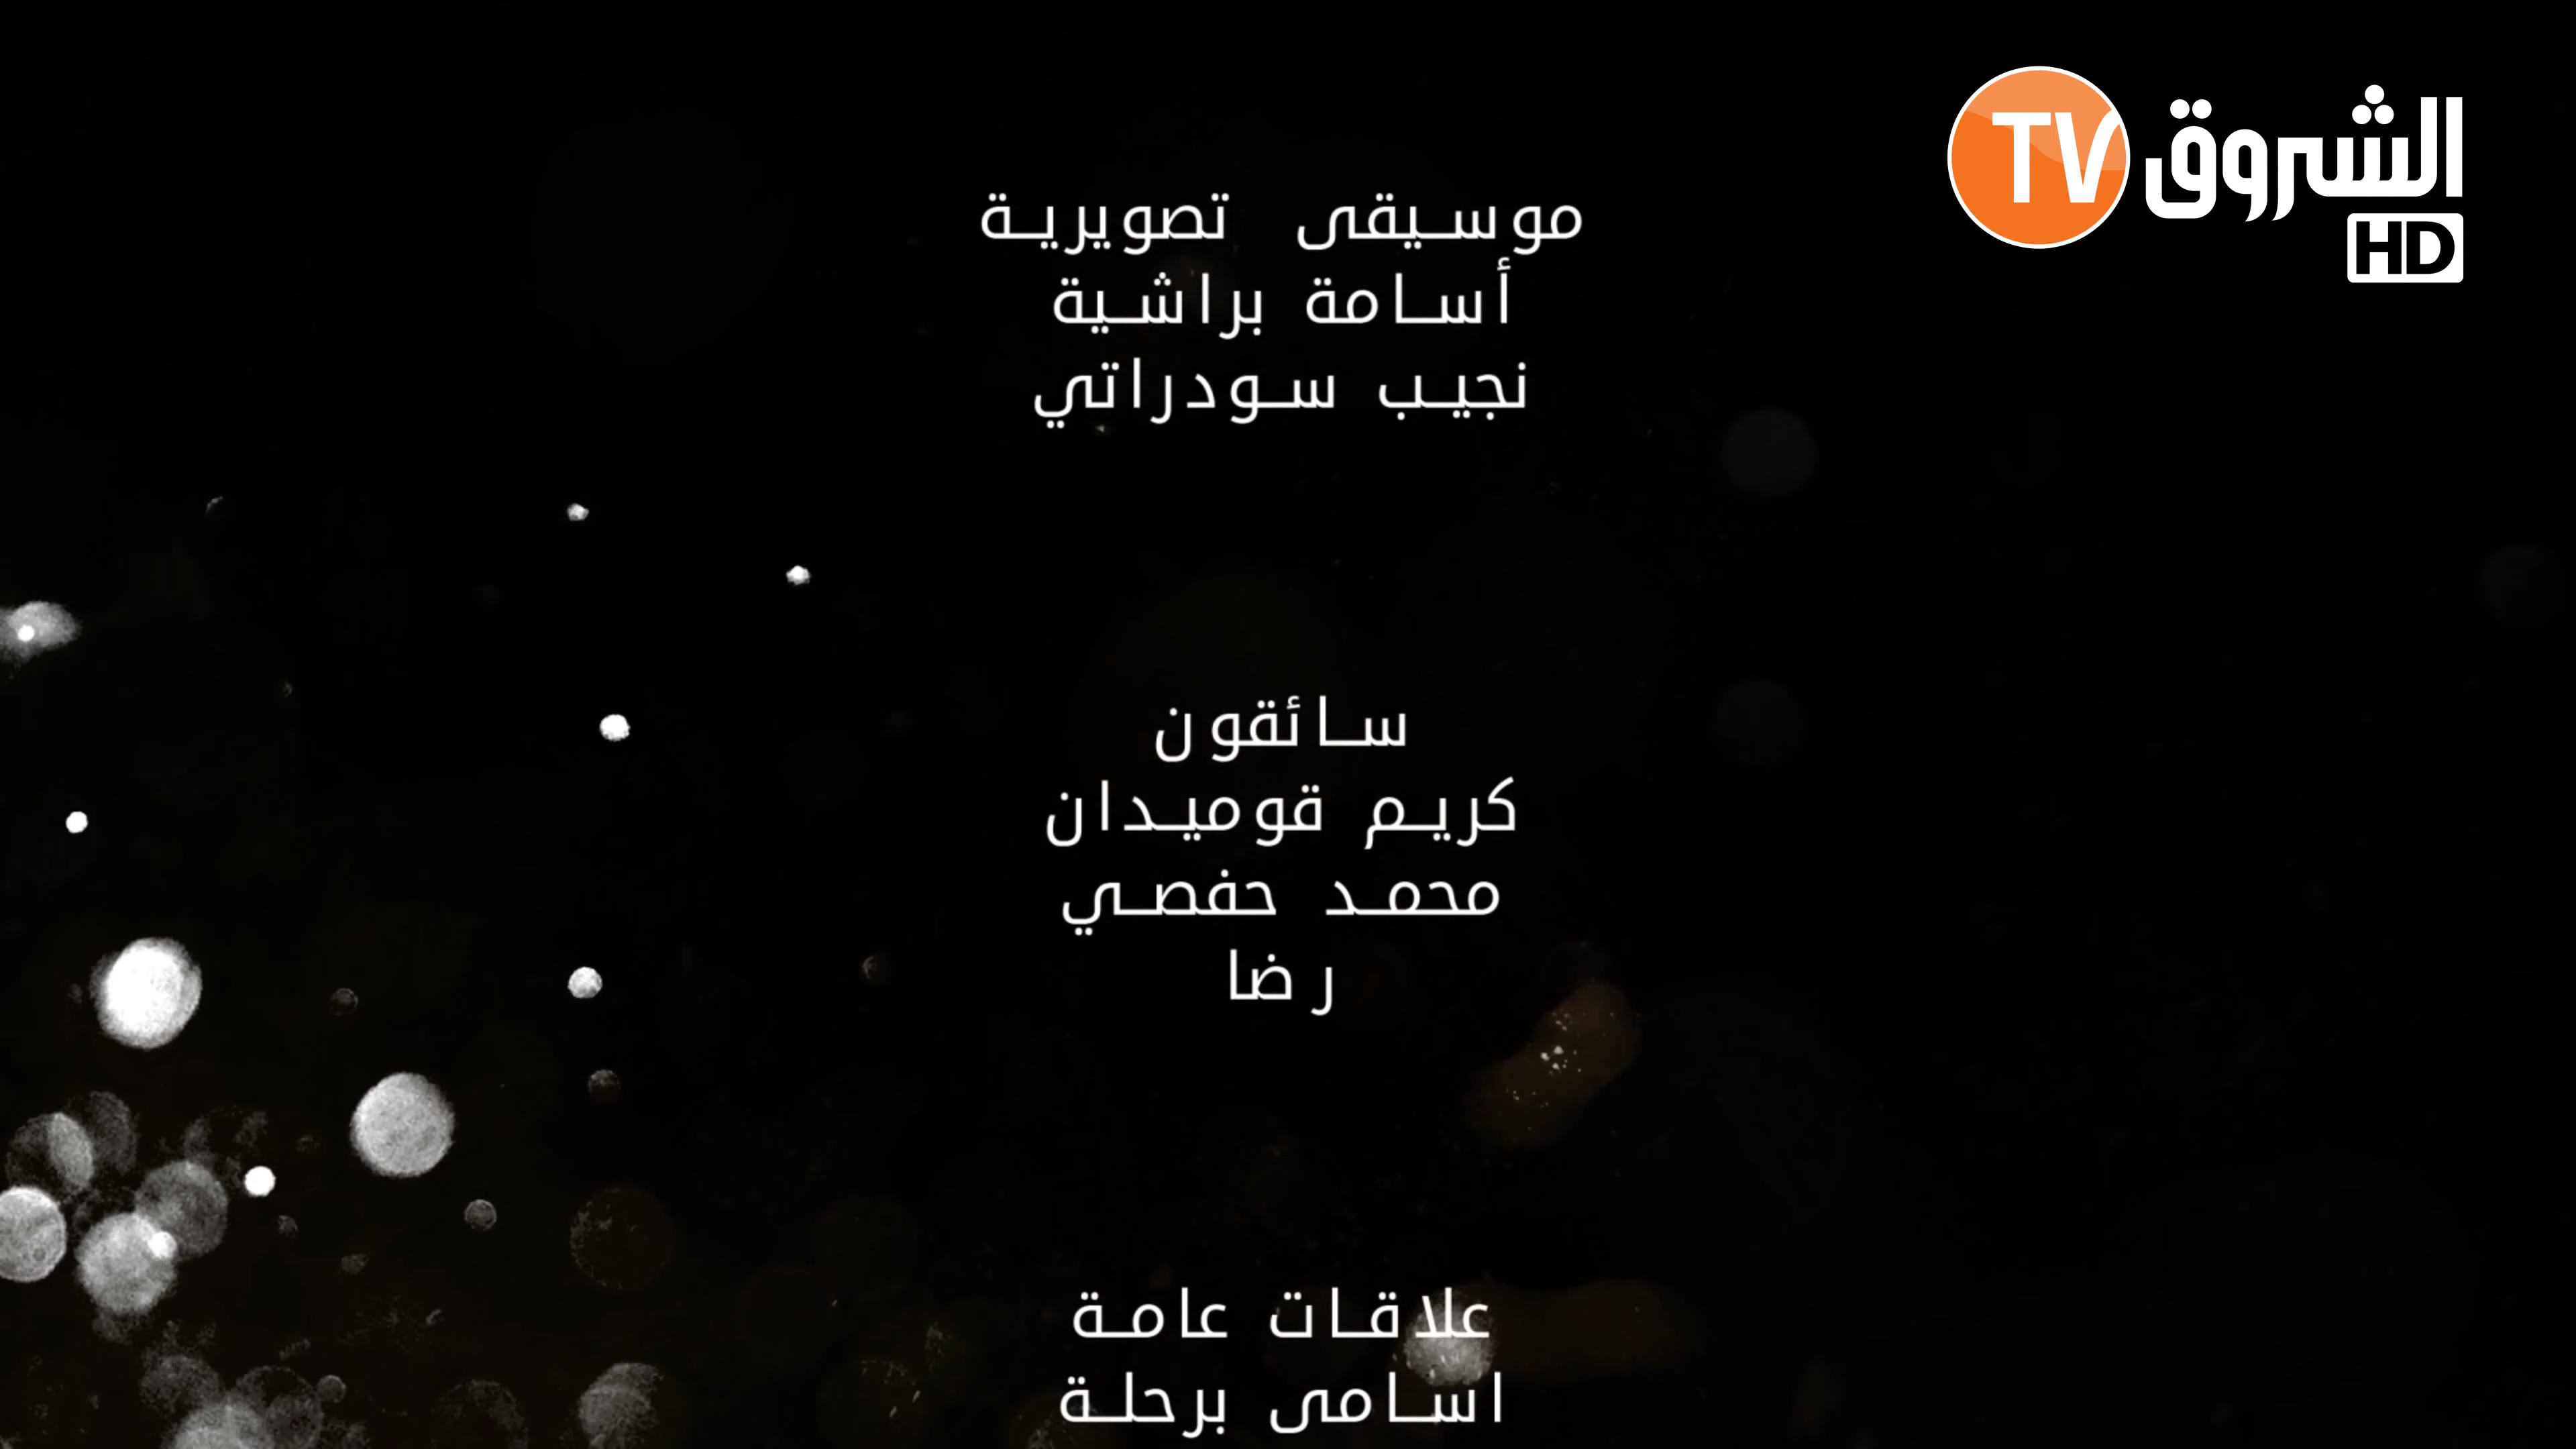 الشروق TV
HD
موسيقى تصويرية
أسامة براشية
نجيب سودراتي
سائقون
كريم قوميدان
محمد حفصي
رضا
علاقات عامة
اسامى برحلة